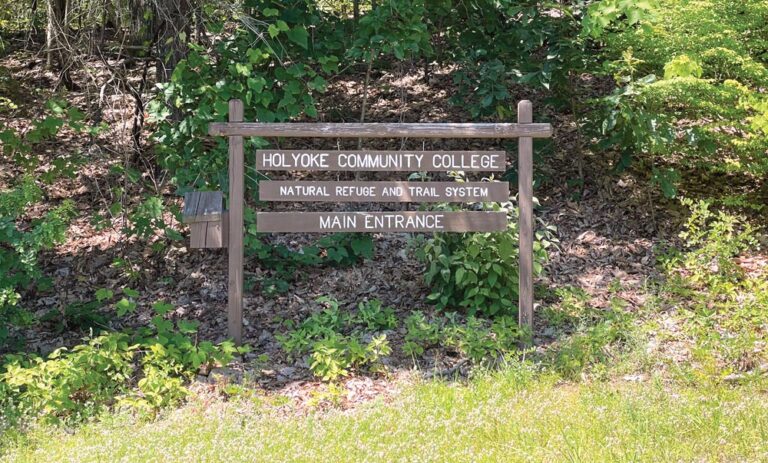 HOLYOKE COMMUNITY COLLEGE
NATURAL REFUGE AND TRAIL SYSTEM
MAIN ENTRANCE